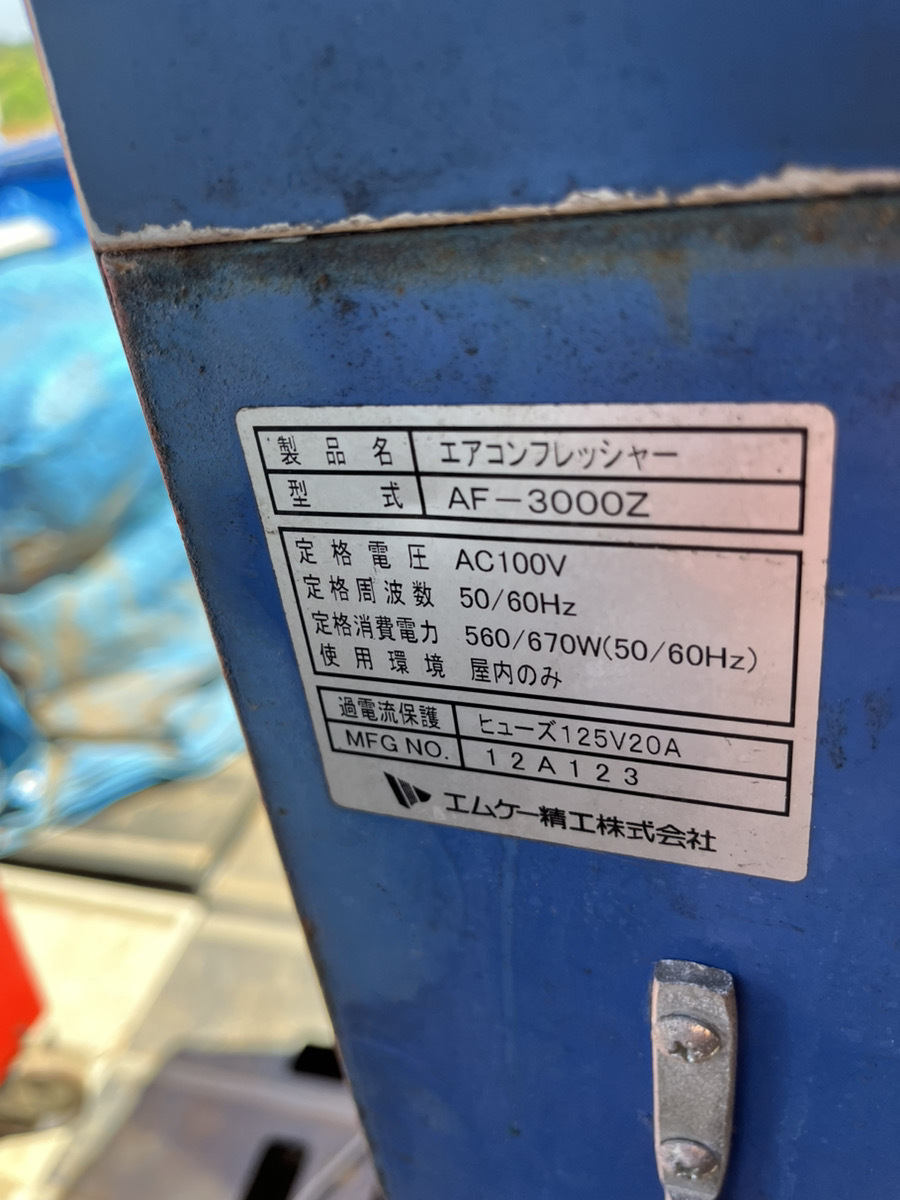 製品名 エアコンフレッシャー
型式 AF-3000Z
定格電圧 AC100V
定格周波数 50/60Hz
定格消費電力 560/670W(50/60Hz)
使用環境 屋内のみ
過電流保護 ヒューズ125V20A
MFG NO. 12A123
エムケー精工株式会社